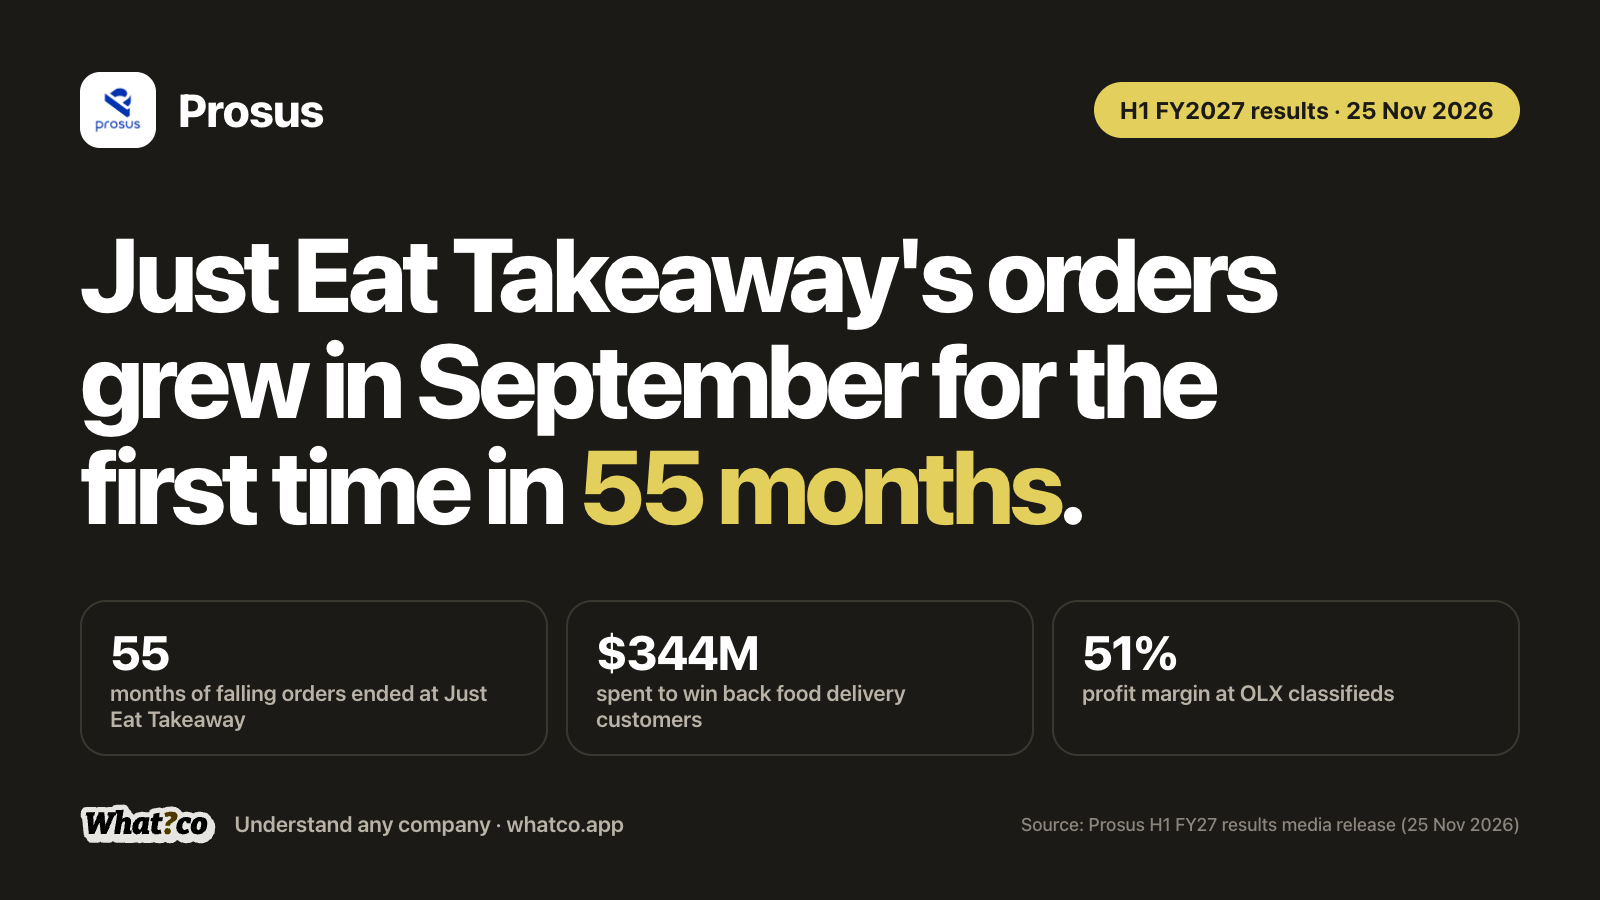 prosus
Prosus
H1 FY2027 results · 25 Nov 2026
Just Eat Takeaway's orders
grew in September for the
first time in 55 months.
55
months of falling orders ended at Just
Eat Takeaway
$344M
spent to win back food delivery
customers
51%
profit margin at OLX classifieds
What?co
Understand any company · whatco.app
Source: Prosus H1 FY27 results media release (25 Nov 2026)